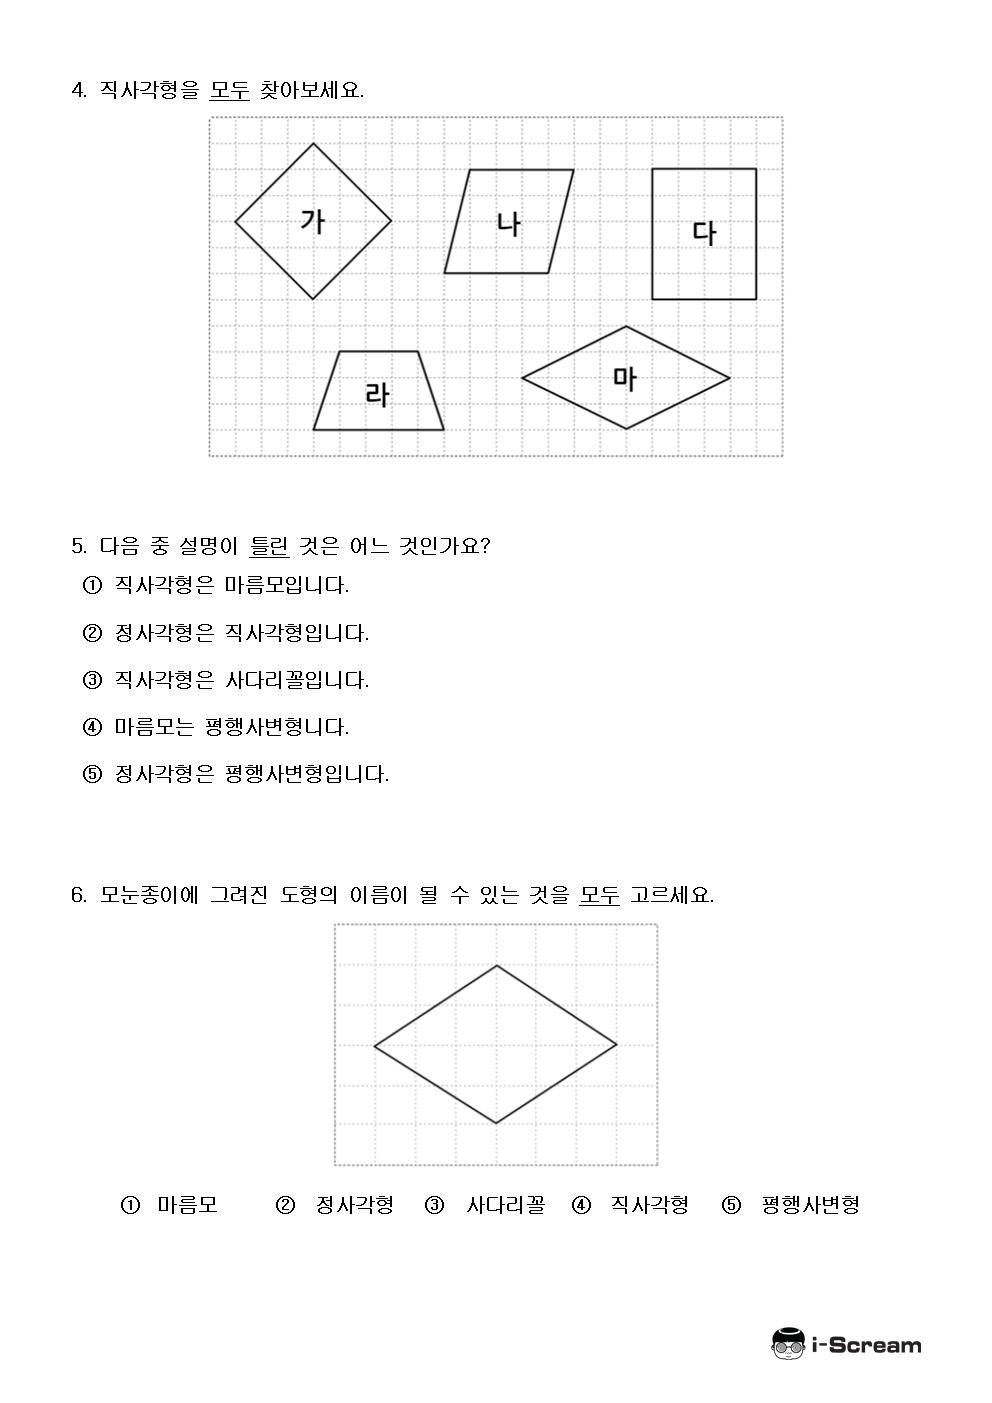 4. 직사각형을 모두 찾아보세요.
가
나
다
라
마
5. 다음 중 설명이 틀린 것은 어느 것인가요?
① 직사각형은 마름모입니다.
② 정사각형은 직사각형입니다.
③ 직사각형은 사다리꼴입니다.
④ 마름모는 평행사변형니다.
⑤ 정사각형은 평행사변형입니다.
6. 모눈종이에 그려진 도형의 이름이 될 수 있는 것을 모두 고르세요.
① 마름모 ② 정사각형 ③ 사다리꼴 ④ 직사각형 ⑤ 평행사변형
i-Scream